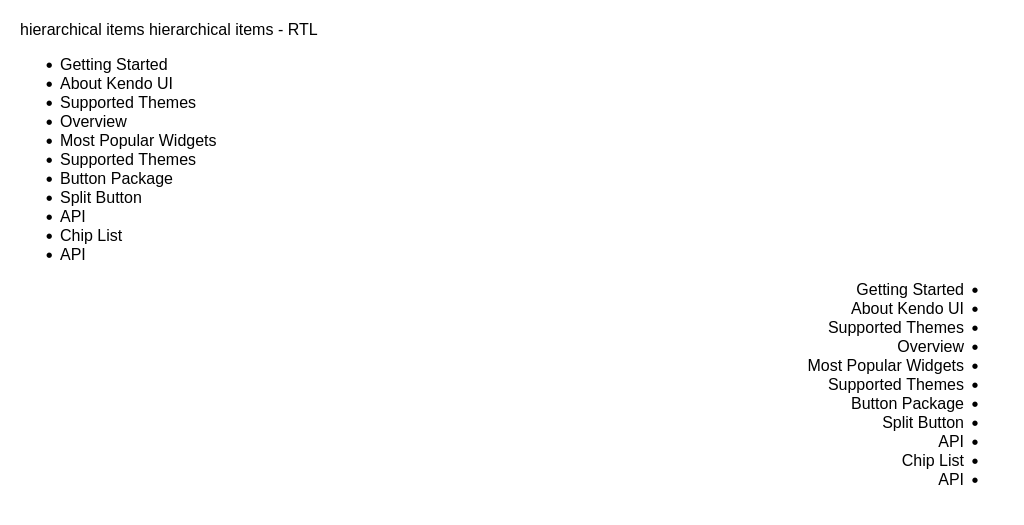 hierarchical items hierarchical items - RTL
Getting Started
About Kendo UI
Supported Themes
Overview
Most Popular Widgets
Supported Themes
Button Package
Split Button
API
Chip List
API
Getting Started
About Kendo UI
Supported Themes
Overview
Most Popular Widgets
Supported Themes
Button Package
Split Button
API
Chip List
API